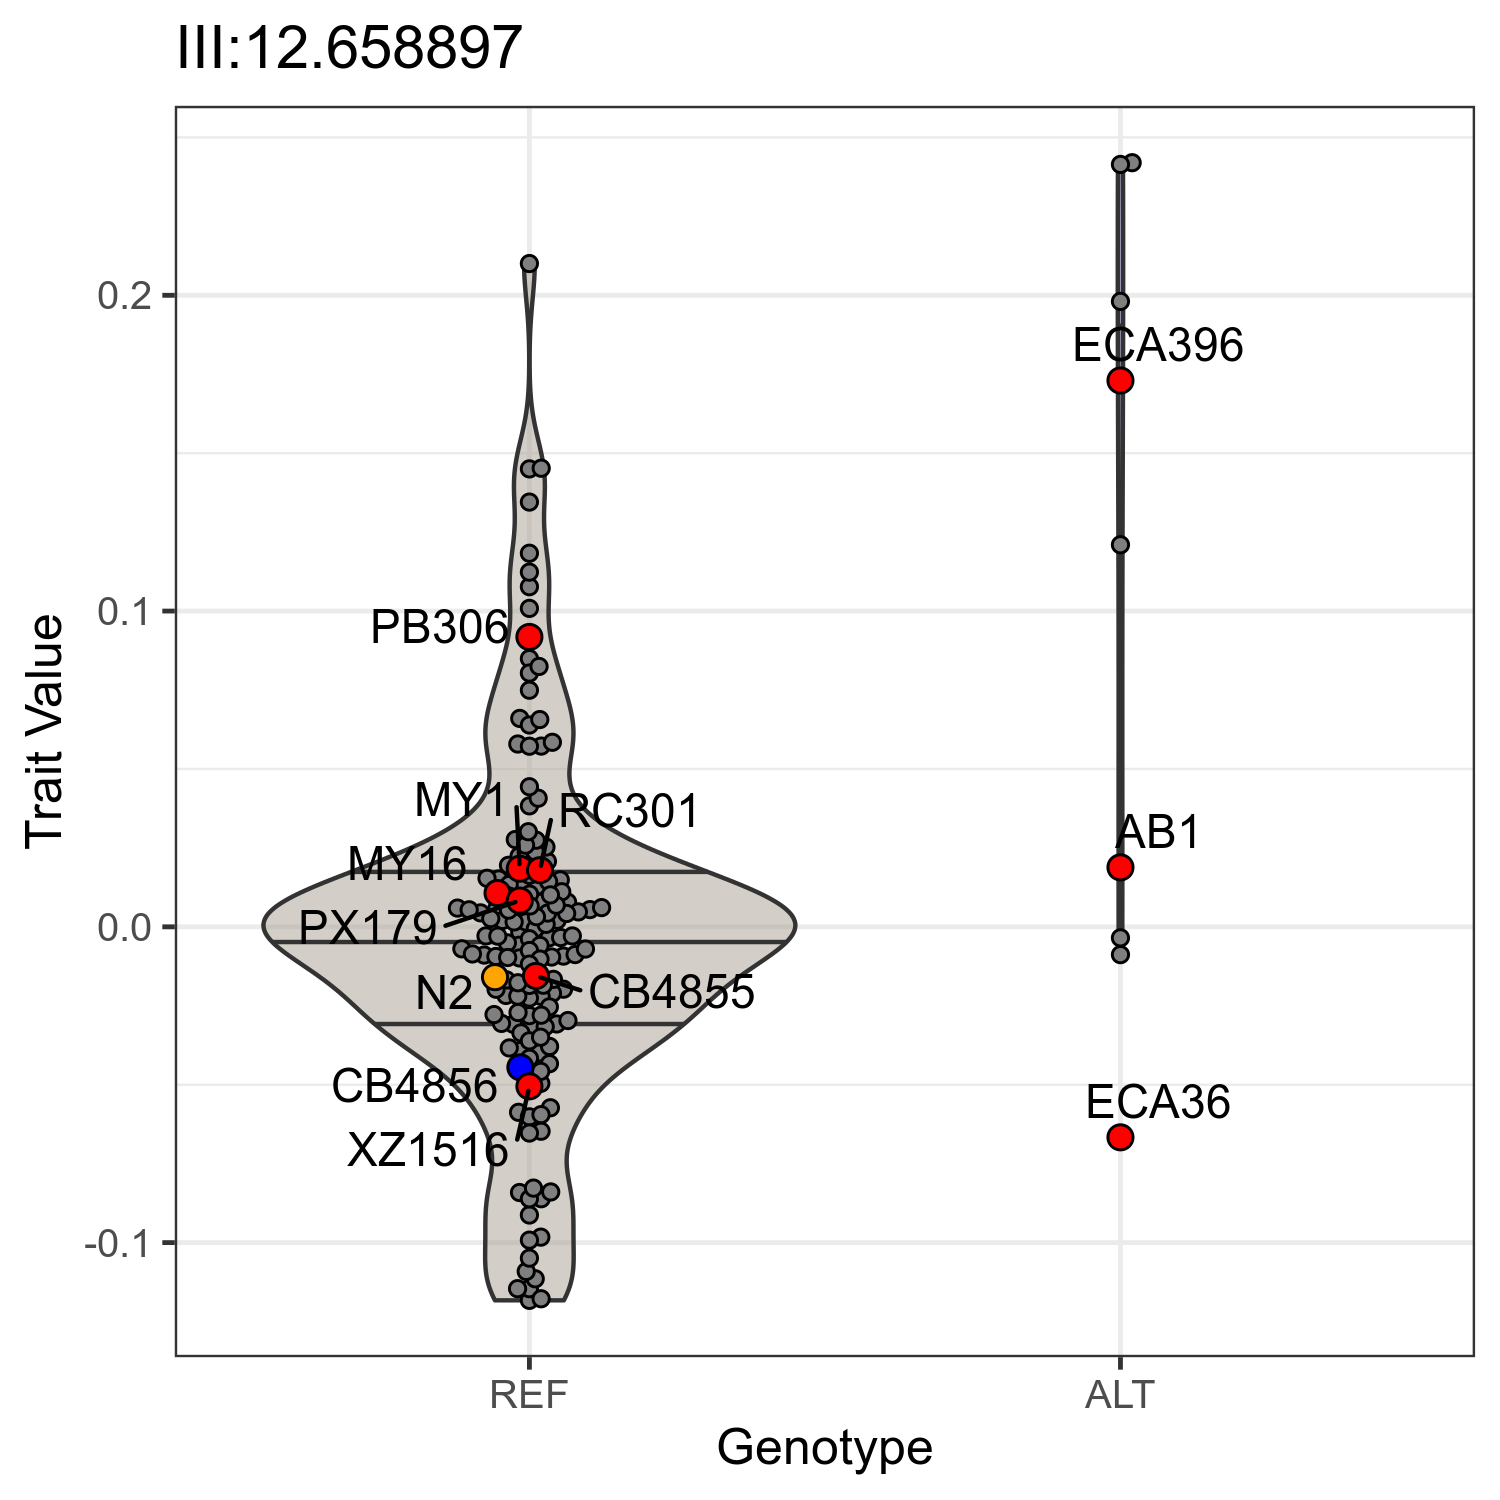 III:12.658897
0.2
0.1
0.0
-0.1
Trait Value
ECA396
PB306
MY1
RC301
MY16
AB1
PX179
N2
CB4855
CB4856
ECA36
XZ1516
REF
ALT
Genotype